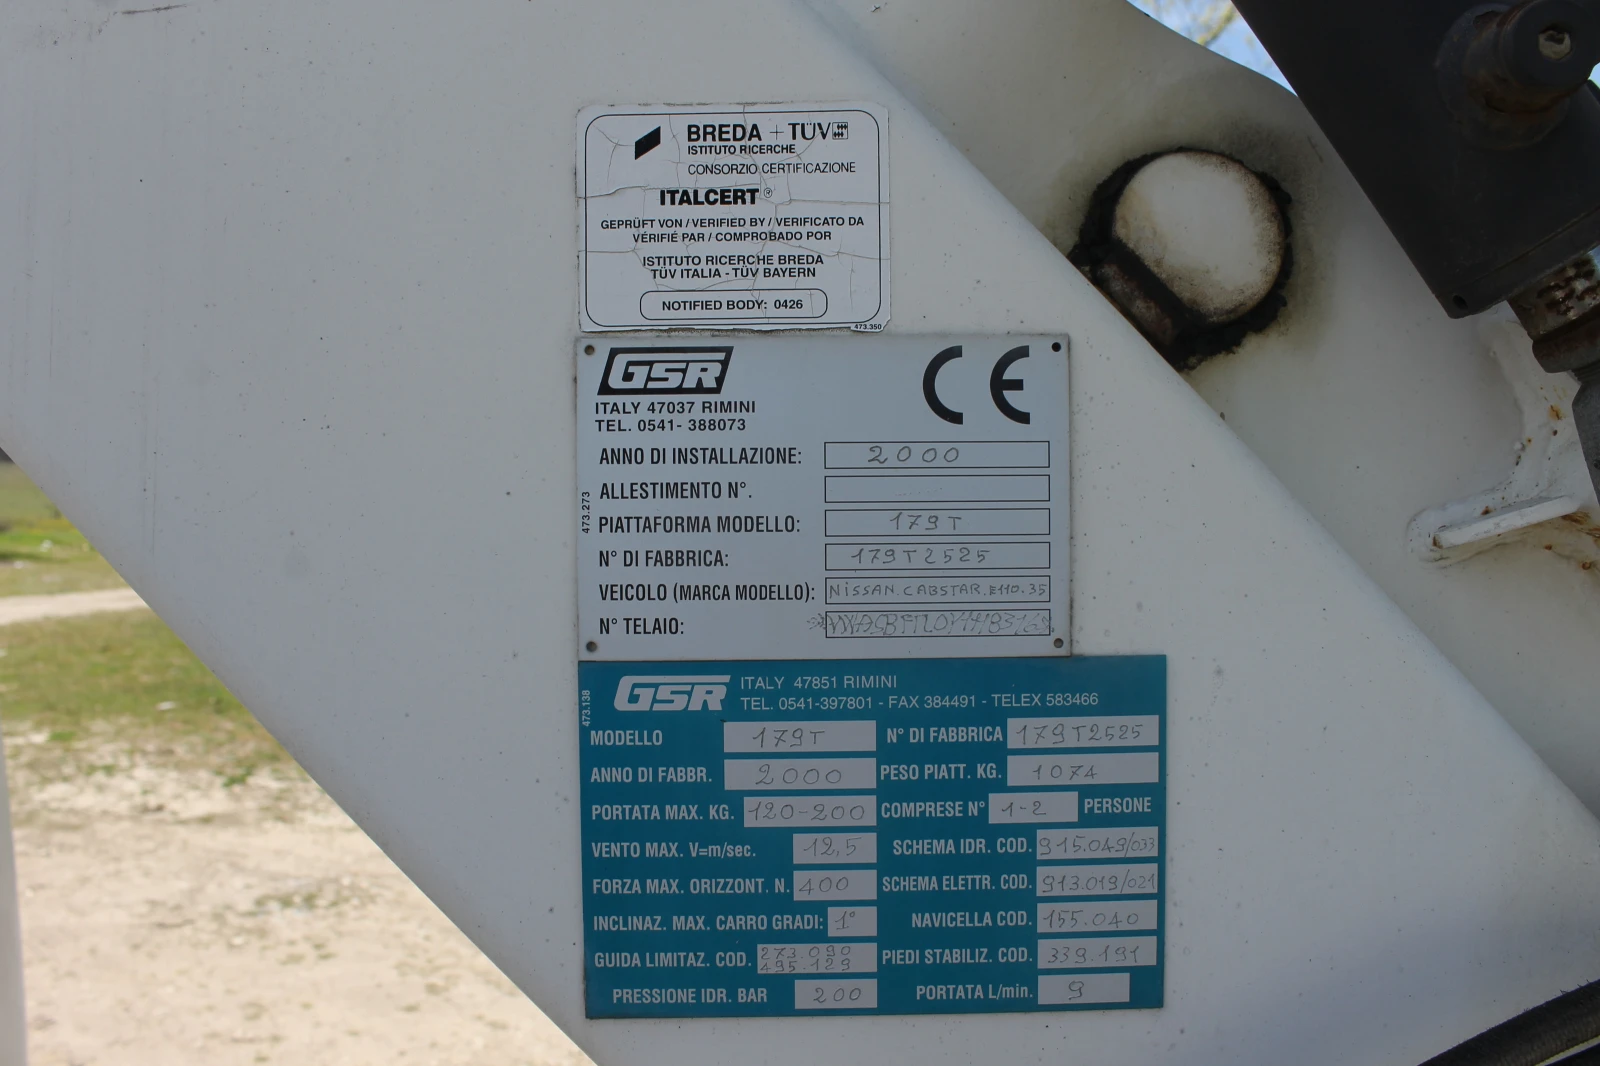 BREDA + TÜV
ISTITUTO RICERCHE
CONSORZIO CERTIFICAZIONE
ITALCERT ®
GEPRÜFT VON / VERIFIED BY / VERIFICATO DA
VÉRIFIÉ PAR / COMPROBADO POR
ISTITUTO RICERCHE BREDA
TÜV ITALIA - TÜV BAYERN
NOTIFIED BODY: 0426
473.350
GSR CE
ITALY 47037 RIMINI
TEL. 0541- 388073
ANNO DI INSTALLAZIONE: 2000
ALLESTIMENTO N°.
473.273
PIATTAFORMA MODELLO: 179T
N° DI FABBRICA: 179T2525
VEICOLO (MARCA MODELLO): NISSAN.CABSTAR.E110.35
N° TELAIO:
473.138
GSR ITALY 47851 RIMINI
TEL. 0541-397801 - FAX 384491 - TELEX 583466
MODELLO 179T N° DI FABBRICA 179T2525
ANNO DI FABBR. 2000 PESO PIATT. KG. 1074
PORTATA MAX. KG. 120-200 COMPRESE N° 1-2 PERSONE
VENTO MAX. V=m/sec. 12,5 SCHEMA IDR. COD. 915.049/033
FORZA MAX. ORIZZONT. N. 400 SCHEMA ELETTR. COD. 913.019/021
INCLINAZ. MAX. CARRO GRADI: 1° NAVICELLA COD. 155.040
GUIDA LIMITAZ. COD. 273.090 495.129 PIEDI STABILIZ. COD. 339.191
PRESSIONE IDR. BAR 200 PORTATA L/min. 9